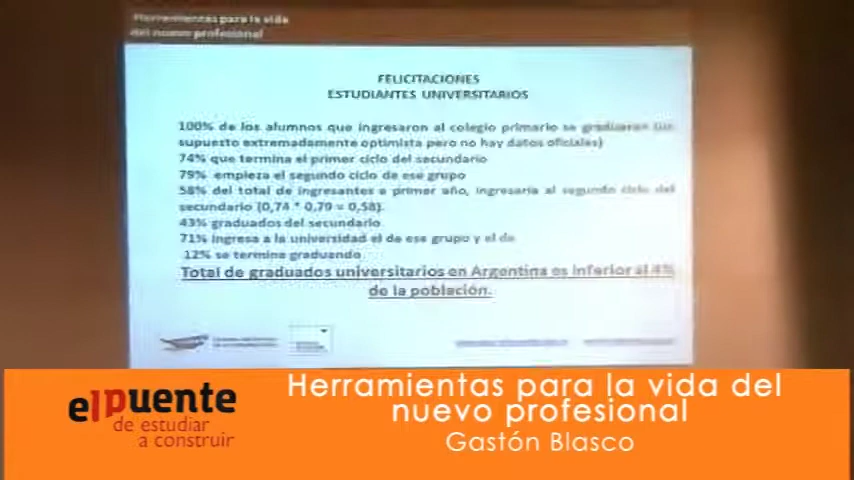 Herramientas para la vida
del nuevo profesional
FELICITACIONES
ESTUDIANTES UNIVERSITARIOS
100% de los alumnos que ingresaron al colegio primario se graduaron (un
supuesto extremadamente optimista pero no hay datos oficiales)
74% que termina el primer ciclo del secundario
79% empieza el segundo ciclo de ese grupo
58% del total de ingresantes a primer año, ingresaría al segundo ciclo del
secundario (0,74 * 0,79 = 0,58).
43% graduados del secundario
71% ingresa a la universidad el de ese grupo y el de
12% se termina graduando
Total de graduados universitarios en Argentina es inferior al 4%
de la población.
el puente
de estudiar
a construir
Herramientas para la vida del
nuevo profesional
Gastón Blasco